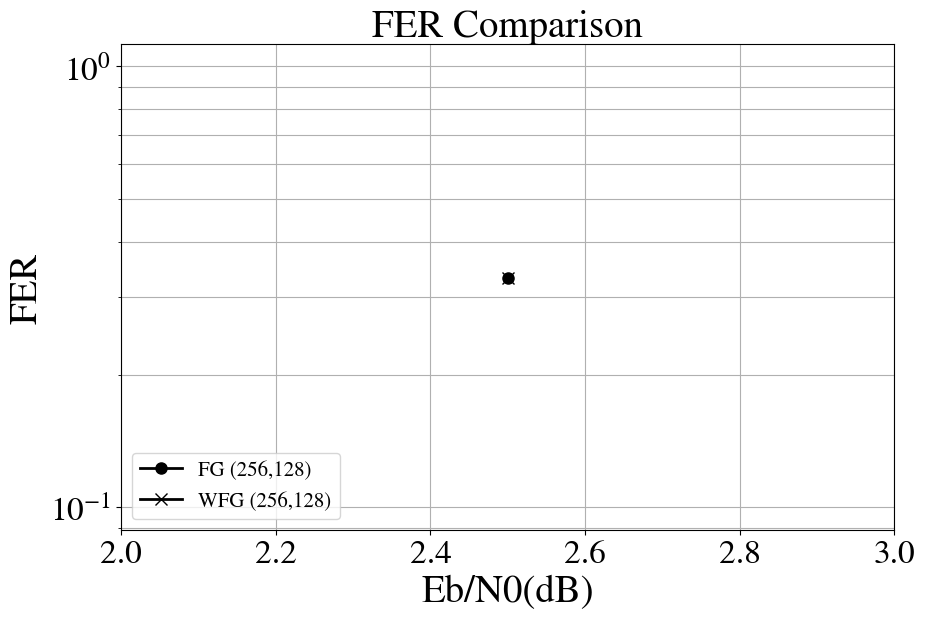 FER Comparison
10^0
FER
FG (256,128)
WFG (256,128)
10^−1
2.0 2.2 2.4 2.6 2.8 3.0
Eb/N0(dB)